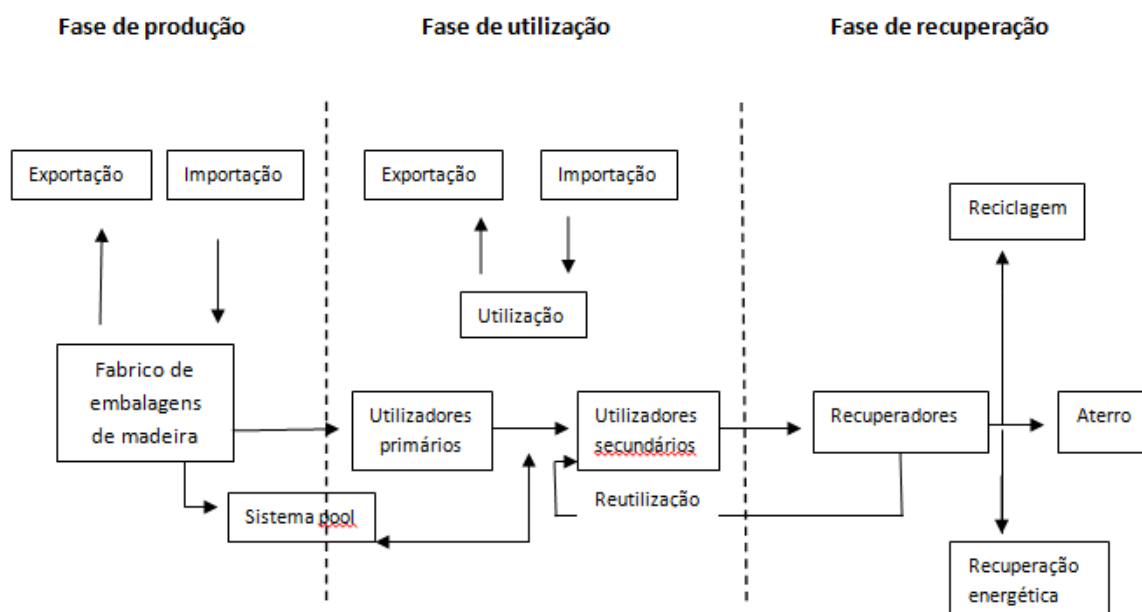 Fase de produção
Fase de utilização
Fase de recuperação
Exportação
Importação
Exportação
Importação
Reciclagem
Utilização
Fabrico de
embalagens
de madeira
Utilizadores
primários
Utilizadores
secundários
Recuperadores
Aterro
Sistema pool
Reutilização
Recuperação
energética